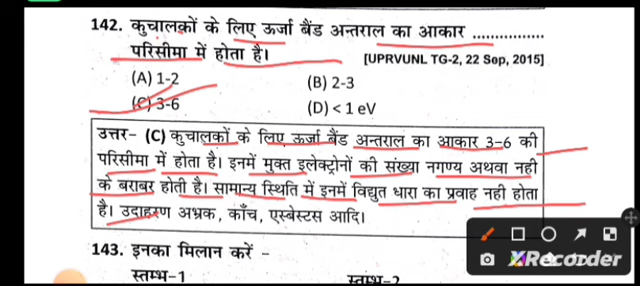 142. कुचालकों के लिए ऊर्जा बैंड अन्तराल का आकार ................
परिसीमा में होता है।
[UPRVUNL TG-2, 22 Sep, 2015]
(A) 1-2
(B) 2-3
(C) 3-6
(D) < 1 eV
उत्तर– (C) कुचालकों के लिए ऊर्जा बैंड अन्तराल का आकार 3–6 की
परिसीमा में होता है। इनमें मुक्त इलेक्ट्रोनों की संख्या नगण्य अथवा नही
के बराबर होती है। सामान्य स्थिति में इनमें विद्युत धारा का प्रवाह नही होता
है। उदाहरण अभ्रक, काँच, एस्बेस्टस आदि।
143. इनका मिलान करें –
स्तम्भ-1
स्तम्भ-2
XRecorder